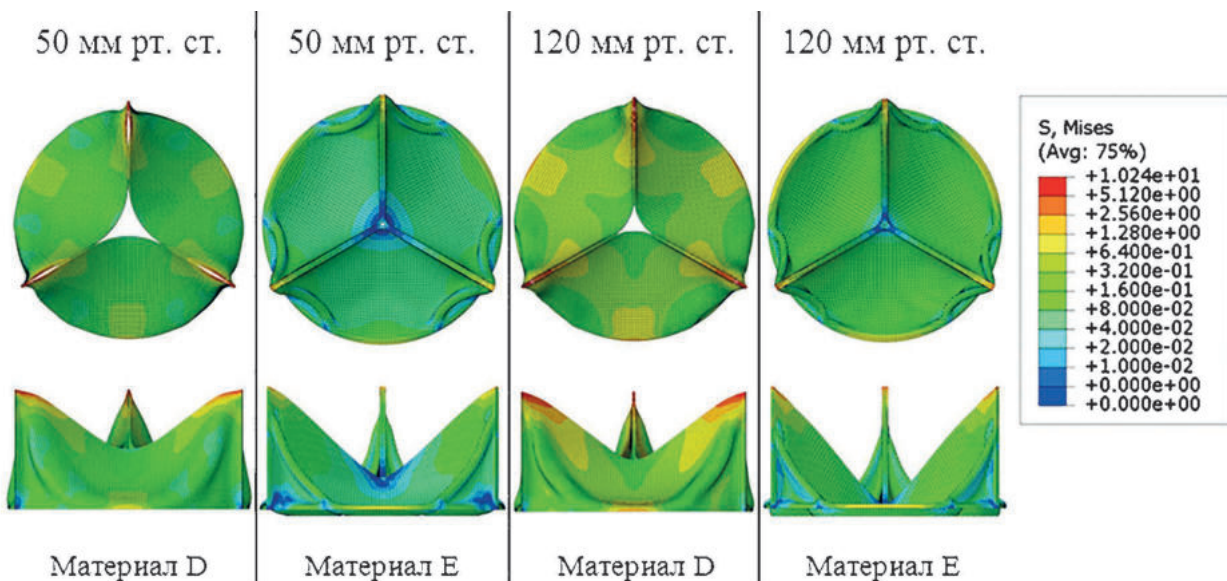 50 мм рт. ст.
50 мм рт. ст.
120 мм рт. ст.
120 мм рт. ст.
S, Mises
(Avg: 75%)
+1.024e+01
+5.120e+00
+2.560e+00
+1.280e+00
+6.400e-01
+3.200e-01
+1.600e-01
+8.000e-02
+4.000e-02
+2.000e-02
+1.000e-02
+0.000e+00
+0.000e+00
Материал D
Материал E
Материал D
Материал E